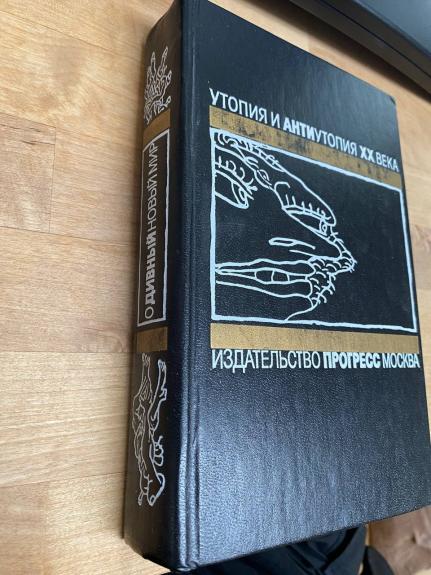 О ДИВНЫЙ НОВЫЙ МИР
УТОПИЯ И АНТИУТОПИЯ XX ВЕКА
ИЗДАТЕЛЬСТВО ПРОГРЕСС МОСКВА